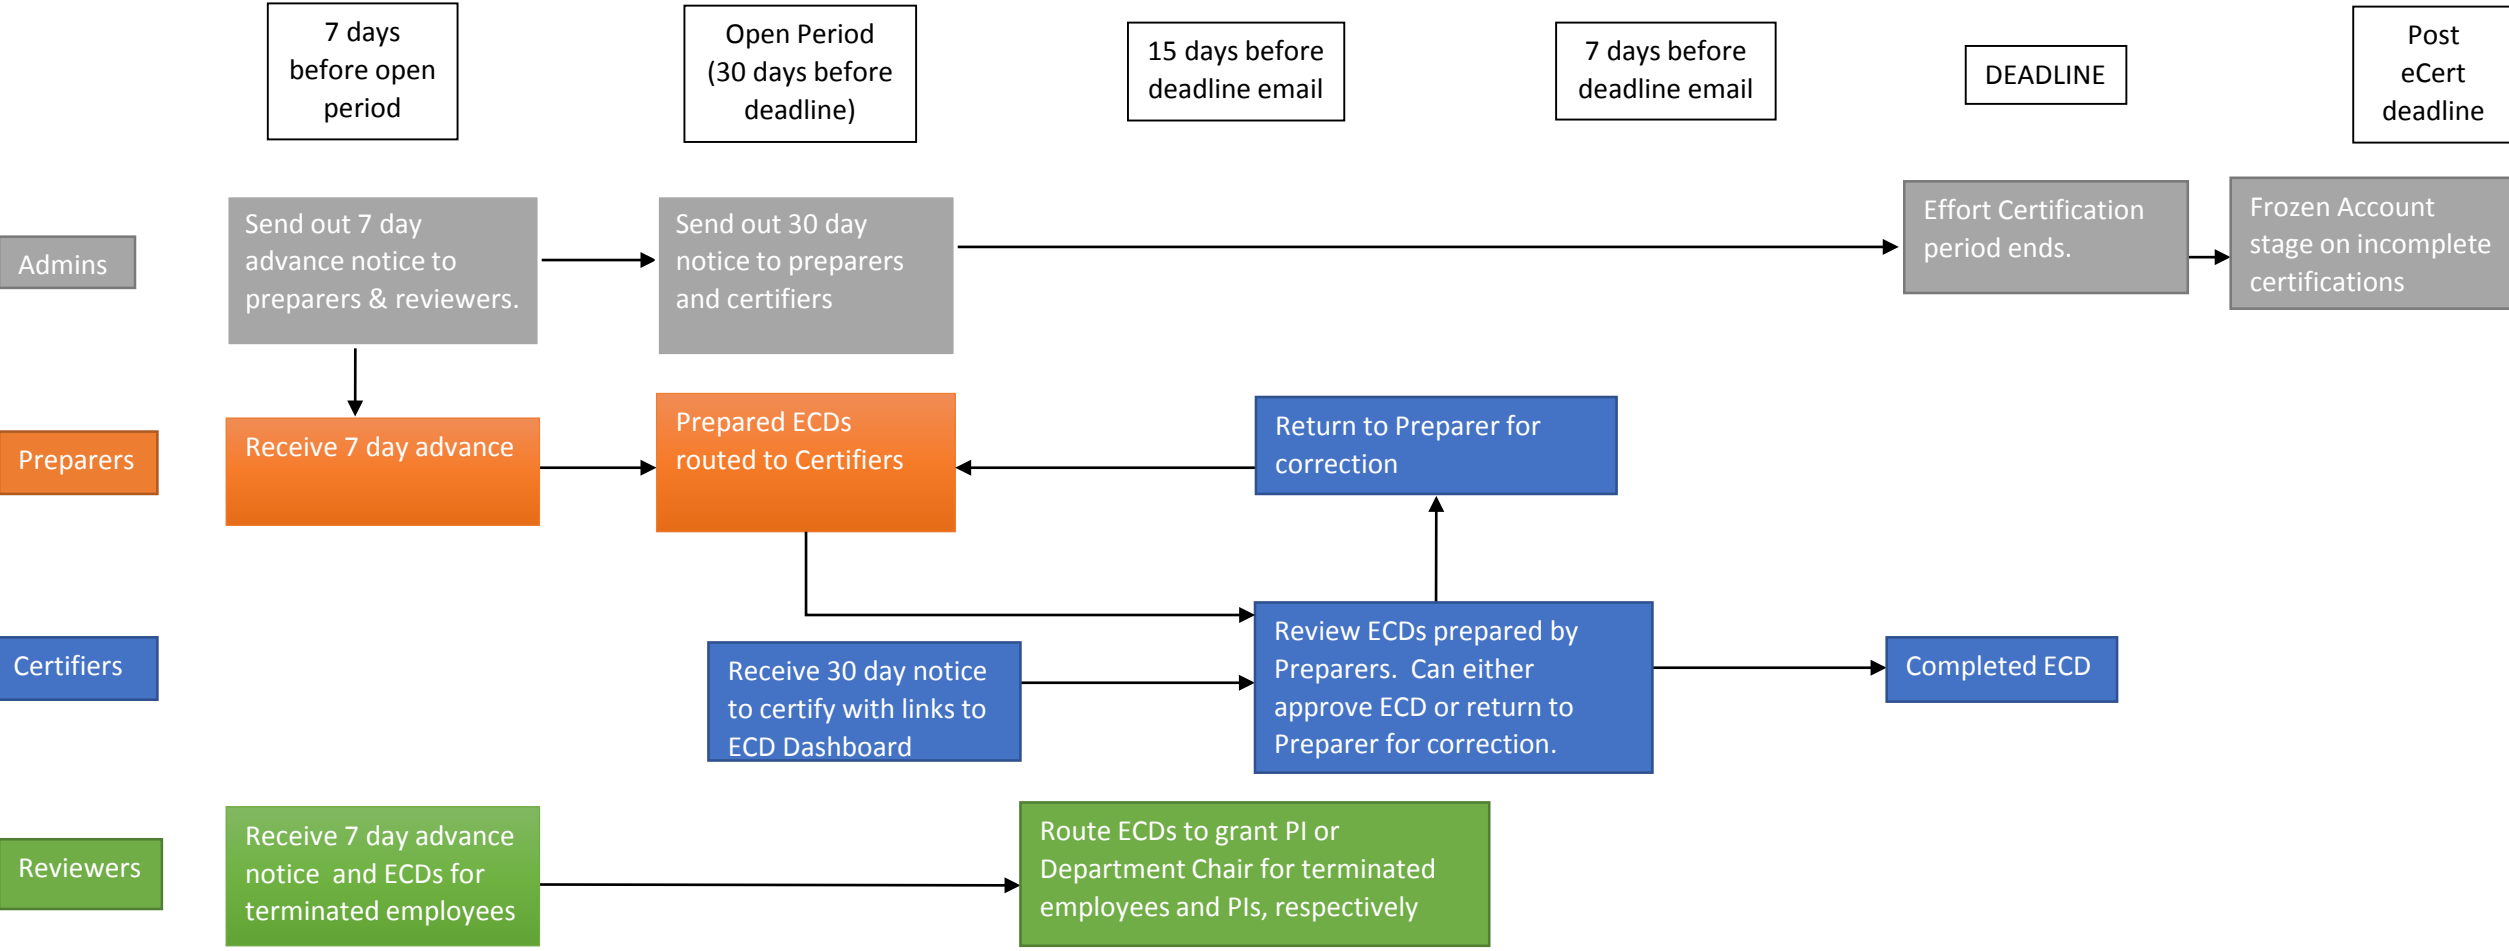 7 days
before open
period
Open Period
(30 days before
deadline)
15 days before
deadline email
7 days before
deadline email
DEADLINE
Post
eCert
deadline
Admins
Send out 7 day
advance notice to
preparers & reviewers.
Send out 30 day
notice to preparers
and certifiers
Effort Certification
period ends.
Frozen Account
stage on incomplete
certifications
Preparers
Receive 7 day advance
Prepared ECDs
routed to Certifiers
Return to Preparer for
correction
Certifiers
Receive 30 day notice
to certify with links to
ECD Dashboard
Review ECDs prepared by
Preparers.  Can either
approve ECD or return to
Preparer for correction.
Completed ECD
Reviewers
Receive 7 day advance
notice  and ECDs for
terminated employees
Route ECDs to grant PI or
Department Chair for terminated
employees and PIs, respectively